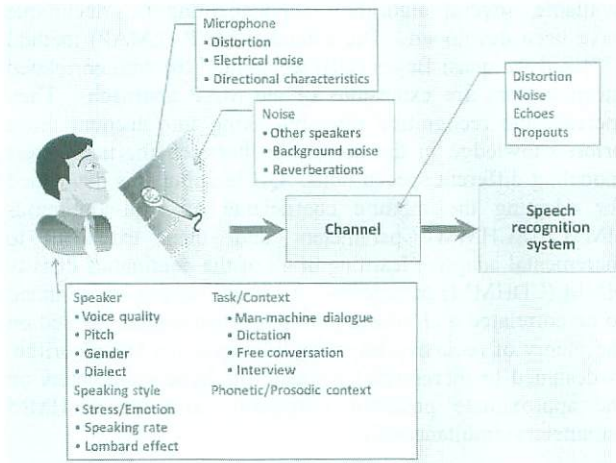 Microphone
• Distortion
• Electrical noise
• Directional characteristics
Noise
• Other speakers
• Background noise
• Reverberations
Distortion
Noise
Echoes
Dropouts
Channel
Speech
recognition
system
Speaker
• Voice quality
• Pitch
• Gender
• Dialect
Speaking style
• Stress/Emotion
• Speaking rate
• Lombard effect
Task/Context
• Man-machine dialogue
• Dictation
• Free conversation
• Interview
Phonetic/Prosodic context